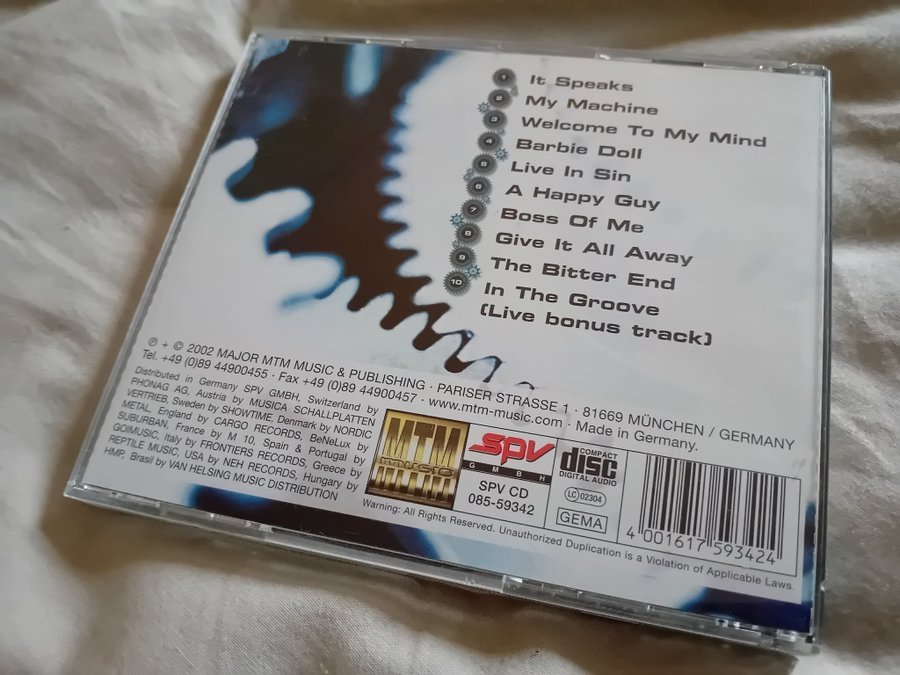 1 It Speaks
2 My Machine
3 Welcome To My Mind
4 Barbie Doll
5 Live In Sin
6 A Happy Guy
7 Boss Of Me
8 Give It All Away
9 The Bitter End
10 In The Groove
(Live bonus track)
℗ + © 2002 MAJOR MTM MUSIC & PUBLISHING · PARISER STRASSE 1 · 81669 MÜNCHEN / GERMANY
Tel. +49 (0)89 44900455 · Fax +49 (0)89 44900457 · www.mtm-music.com · Made in Germany.
Distributed in Germany SPV GMBH, Switzerland by
PHONAG AG, Austria by MUSICA SCHALLPLATTEN
VERTRIEB, Sweden by SHOWTIME, Denmark by NORDIC
METAL, England by CARGO RECORDS, BeNeLux by
SUBURBAN, France by M 10, Spain & Portugal by
GOIMUSIC, Italy by FRONTIERS RECORDS, Greece by
REPTILE MUSIC, USA by NEH RECORDS, Hungary by
HMP, Brasil by VAN HELSING MUSIC DISTRIBUTION
MTM
music
SPV
GMBH
SPV CD
085-59342
COMPACT
disc
DIGITAL AUDIO
LC 02304
GEMA
4 001617 593424
Warning: All Rights Reserved. Unauthorized Duplication is a Violation of Applicable Laws.